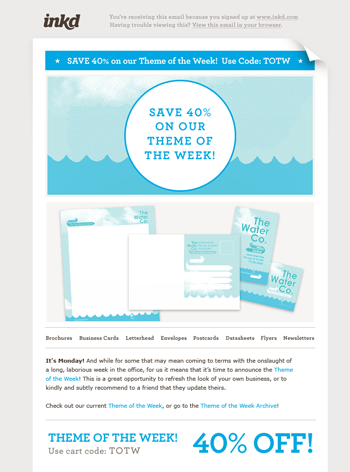 inkd
You're receiving this email because you signed up at www.inkd.com
Having trouble viewing this? View this email in your browser.
★ SAVE 40% on our Theme of the Week! Use Code: TOTW ★
SAVE 40%
ON OUR
THEME OF
THE WEEK!
The
Water
Co.
The
Water
Co.
The
Water
Co.
Brochures Business Cards Letterhead Envelopes Postcards Datasheets Flyers Newsletters
It's Monday! And while for some that may mean coming to terms with the onslaught of
a long, laborious week in the office, for us it means that it's time to announce the Theme
of the Week! This is a great opportunity to refresh the look of your own business, or to
kindly and subtly recommend to a friend that they update theirs.
Check out our current Theme of the Week, or go to the Theme of the Week Archive!
THEME OF THE WEEK!
Use cart code: TOTW
40% OFF!